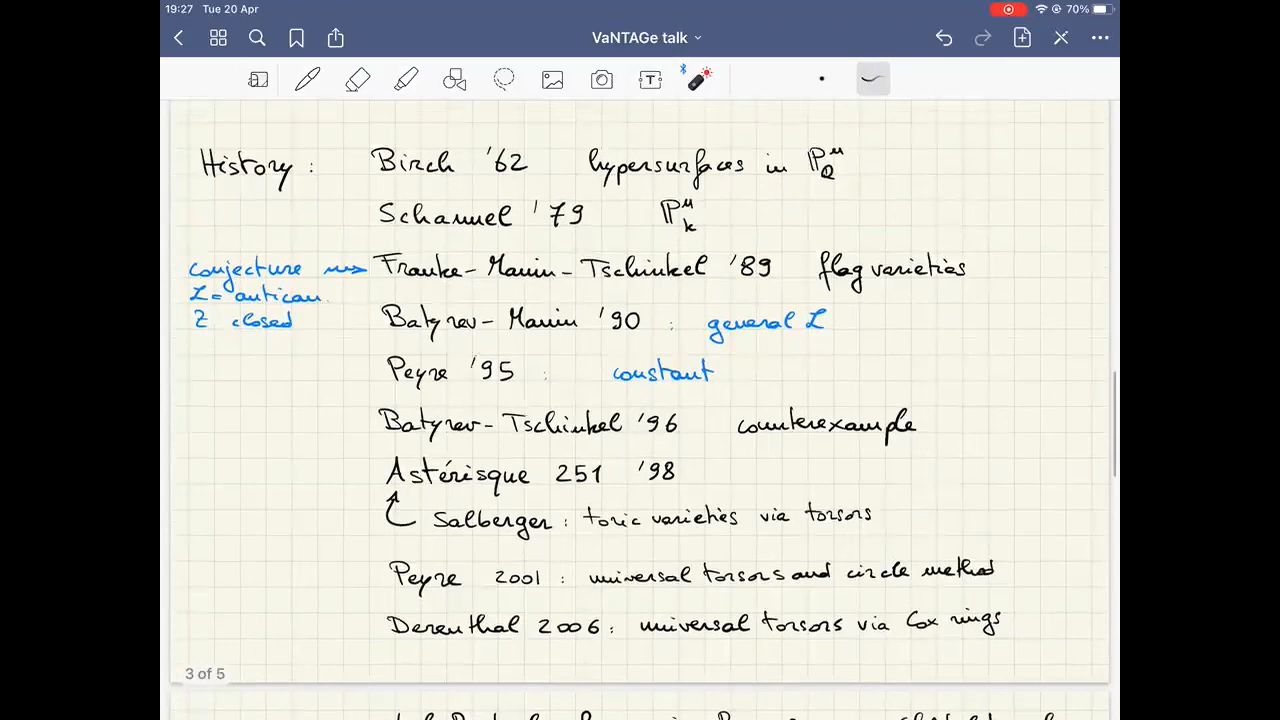 19:27 Tue 20 Apr 70%
VaNTAGe talk
History : Birch '62 hypersurfaces in ℙ^n_ℚ
Schanuel '79 ℙ^n_k
conjecture ⇝ Franke-Manin-Tschinkel '89 flag varieties
L = antican.
Z closed
Batyrev-Manin '90 : general L
Peyre '95 : constant
Batyrev-Tschinkel '96 counterexample
Astérisque 251 '98
Salberger : toric varieties via torsors
Peyre 2001 : universal torsors and circle method
Derenthal 2006 : universal torsors via Cox rings
3 of 5